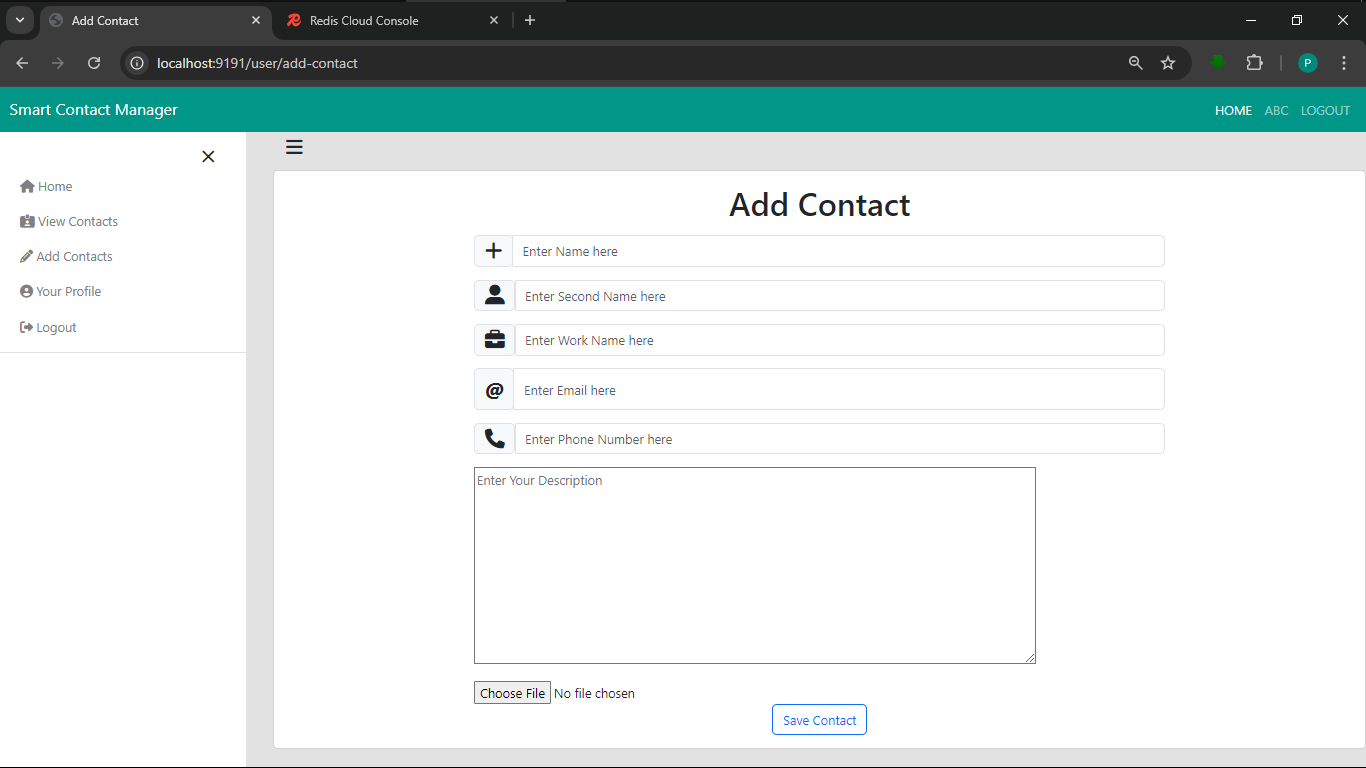 Add Contact
Redis Cloud Console
localhost:9191/user/add-contact
P
Smart Contact Manager
HOME ABC LOGOUT
Home
View Contacts
Add Contacts
Your Profile
Logout
Add Contact
Enter Name here
Enter Second Name here
Enter Work Name here
@ Enter Email here
Enter Phone Number here
Enter Your Description
Choose File No file chosen
Save Contact